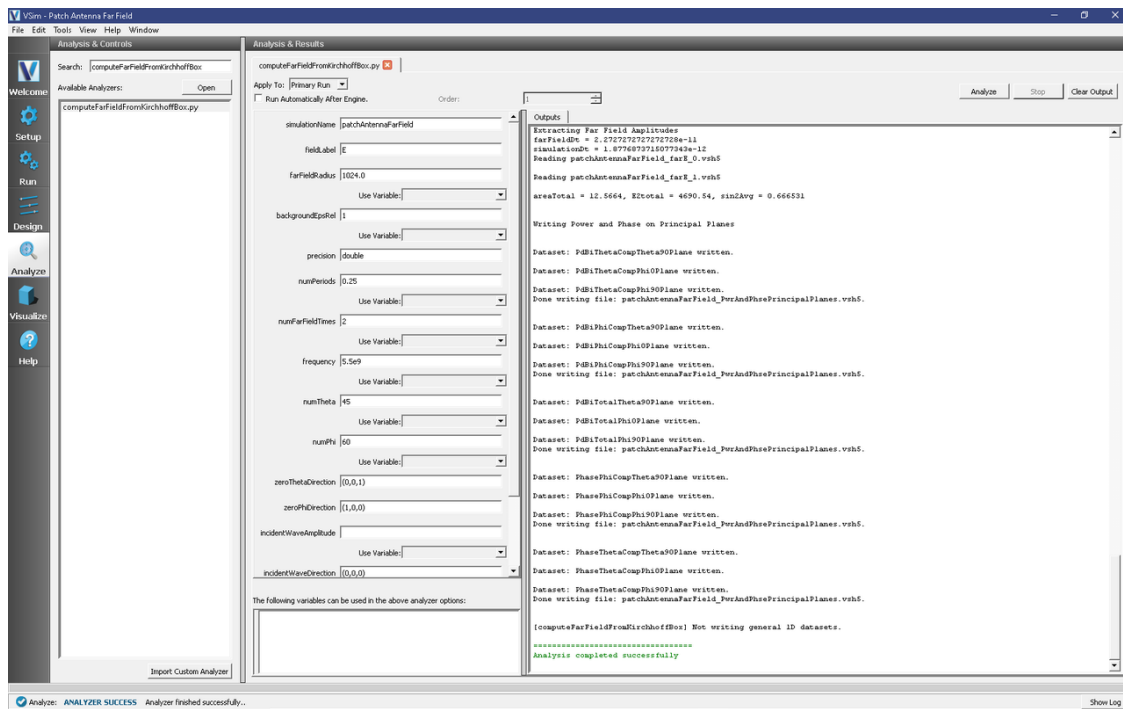 VSim - Patch Antenna Far Field
File Edit Tools View Help Window
Analysis & Controls
Analysis & Results
Welcome
Setup
Run
Design
Analyze
Visualize
Help
Search: computeFarFieldFromKirchhoffBox
Available Analyzers: Open
computeFarFieldFromKirchhoffBox.py
Import Custom Analyzer
computeFarFieldFromKirchhoffBox.py
Apply To: Primary Run
Run Automatically After Engine. Order: 1
Analyze Stop Clear Output
simulationName patchAntennaFarField
fieldLabel E
farFieldRadius 1024.0
Use Variable:
backgroundEpsRel 1
Use Variable:
precision double
numPeriods 0.25
Use Variable:
numFarFieldTimes 2
Use Variable:
frequency 5.5e9
Use Variable:
numTheta 45
Use Variable:
numPhi 60
Use Variable:
zeroThetaDirection (0,0,1)
zeroPhiDirection (1,0,0)
incidentWaveAmplitude
Use Variable:
incidentWaveDirection (0,0,0)
The following variables can be used in the above analyzer options:
Outputs
Extracting Far Field Amplitudes
farFieldDt = 2.2727272727272728e-11
simulationDt = 1.8776873715077343e-12
Reading patchAntennaFarField_farE_0.vsh5
Reading patchAntennaFarField_farE_1.vsh5
areaTotal = 12.5664, E2total = 4690.54, sin2Avg = 0.666531
Writing Power and Phase on Principal Planes
Dataset: PdBiThetaCompTheta90Plane written.
Dataset: PdBiThetaCompPhi0Plane written.
Dataset: PdBiThetaCompPhi90Plane written.
Done writing file: patchAntennaFarField_PwrAndPhsePrincipalPlanes.vsh5.
Dataset: PdBiPhiCompTheta90Plane written.
Dataset: PdBiPhiCompPhi0Plane written.
Dataset: PdBiPhiCompPhi90Plane written.
Done writing file: patchAntennaFarField_PwrAndPhsePrincipalPlanes.vsh5.
Dataset: PdBiTotalTheta90Plane written.
Dataset: PdBiTotalPhi0Plane written.
Dataset: PdBiTotalPhi90Plane written.
Done writing file: patchAntennaFarField_PwrAndPhsePrincipalPlanes.vsh5.
Dataset: PhasePhiCompTheta90Plane written.
Dataset: PhasePhiCompPhi0Plane written.
Dataset: PhasePhiCompPhi90Plane written.
Done writing file: patchAntennaFarField_PwrAndPhsePrincipalPlanes.vsh5.
Dataset: PhaseThetaCompTheta90Plane written.
Dataset: PhaseThetaCompPhi0Plane written.
Dataset: PhaseThetaCompPhi90Plane written.
Done writing file: patchAntennaFarField_PwrAndPhsePrincipalPlanes.vsh5.
[computeFarFieldFromKirchhoffBox] Not writing general 1D datasets.
=================================
Analysis completed successfully
Analyze: ANALYZER SUCCESS Analyzer finished successfully..
Show Log